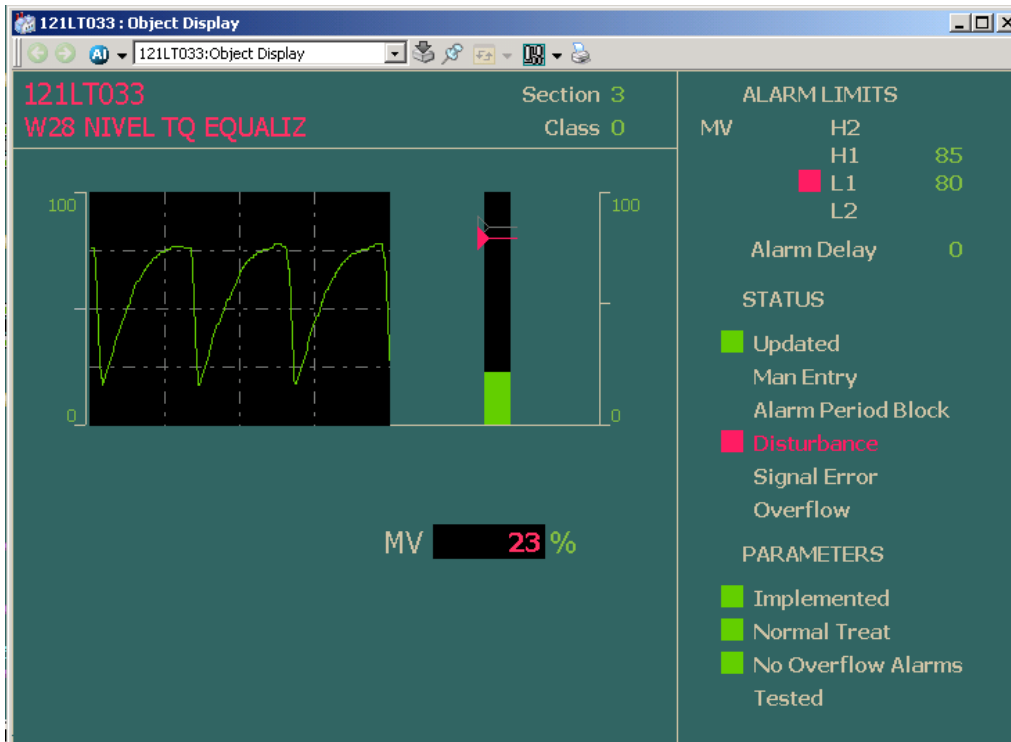 121LT033 : Object Display
121LT033:Object Display
121LT033
Section 3
W28 NIVEL TQ EQUALIZ
Class 0
100
0
100
0
MV 23 %
ALARM LIMITS
MV H2
H1 85
L1 80
L2
Alarm Delay 0
STATUS
Updated
Man Entry
Alarm Period Block
Disturbance
Signal Error
Overflow
PARAMETERS
Implemented
Normal Treat
No Overflow Alarms
Tested